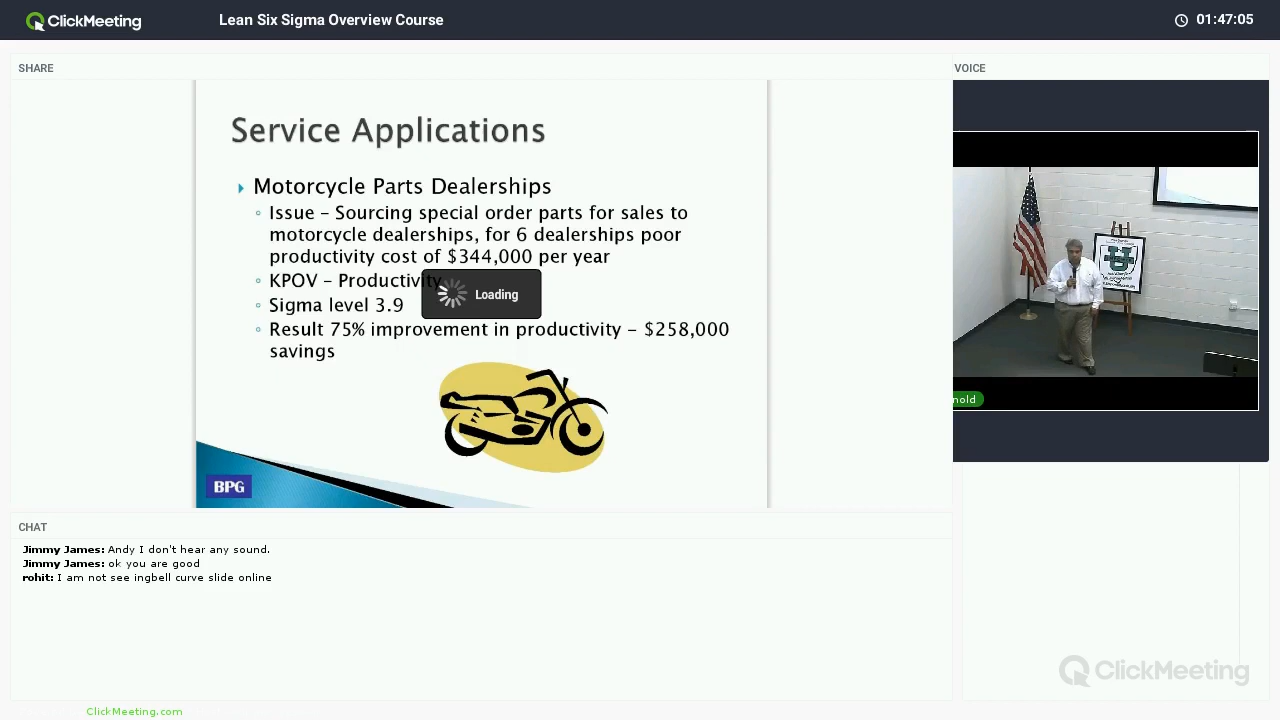 ClickMeeting
Lean Six Sigma Overview Course
01:47:05
SHARE
VOICE
Service Applications
Motorcycle Parts Dealerships
Issue – Sourcing special order parts for sales to
motorcycle dealerships, for 6 dealerships poor
productivity cost of $344,000 per year
KPOV – Productivity
Loading
Sigma level 3.9
Result 75% improvement in productivity – $258,000
savings
BPG
nold
CHAT
Jimmy James: Andy I don't hear any sound.
Jimmy James: ok you are good
rohit: I am not see ingbell curve slide online
ClickMeeting
ClickMeeting.com